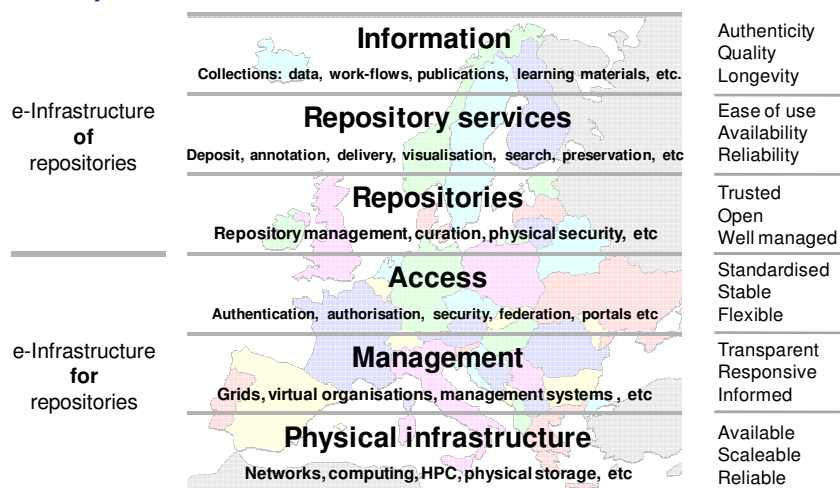 Information
Collections: data, work-flows, publications, learning materials, etc.
Authenticity
Quality
Longevity
e-Infrastructure
of
repositories
Repository services
Deposit, annotation, delivery, visualisation, search, preservation, etc
Ease of use
Availability
Reliability
Repositories
Repository management, curation, physical security, etc
Trusted
Open
Well managed
Access
Authentication, authorisation, security, federation, portals etc
Standardised
Stable
Flexible
e-Infrastructure
for
repositories
Management
Grids, virtual organisations, management systems , etc
Transparent
Responsive
Informed
Physical infrastructure
Networks, computing, HPC, physical storage, etc
Available
Scaleable
Reliable